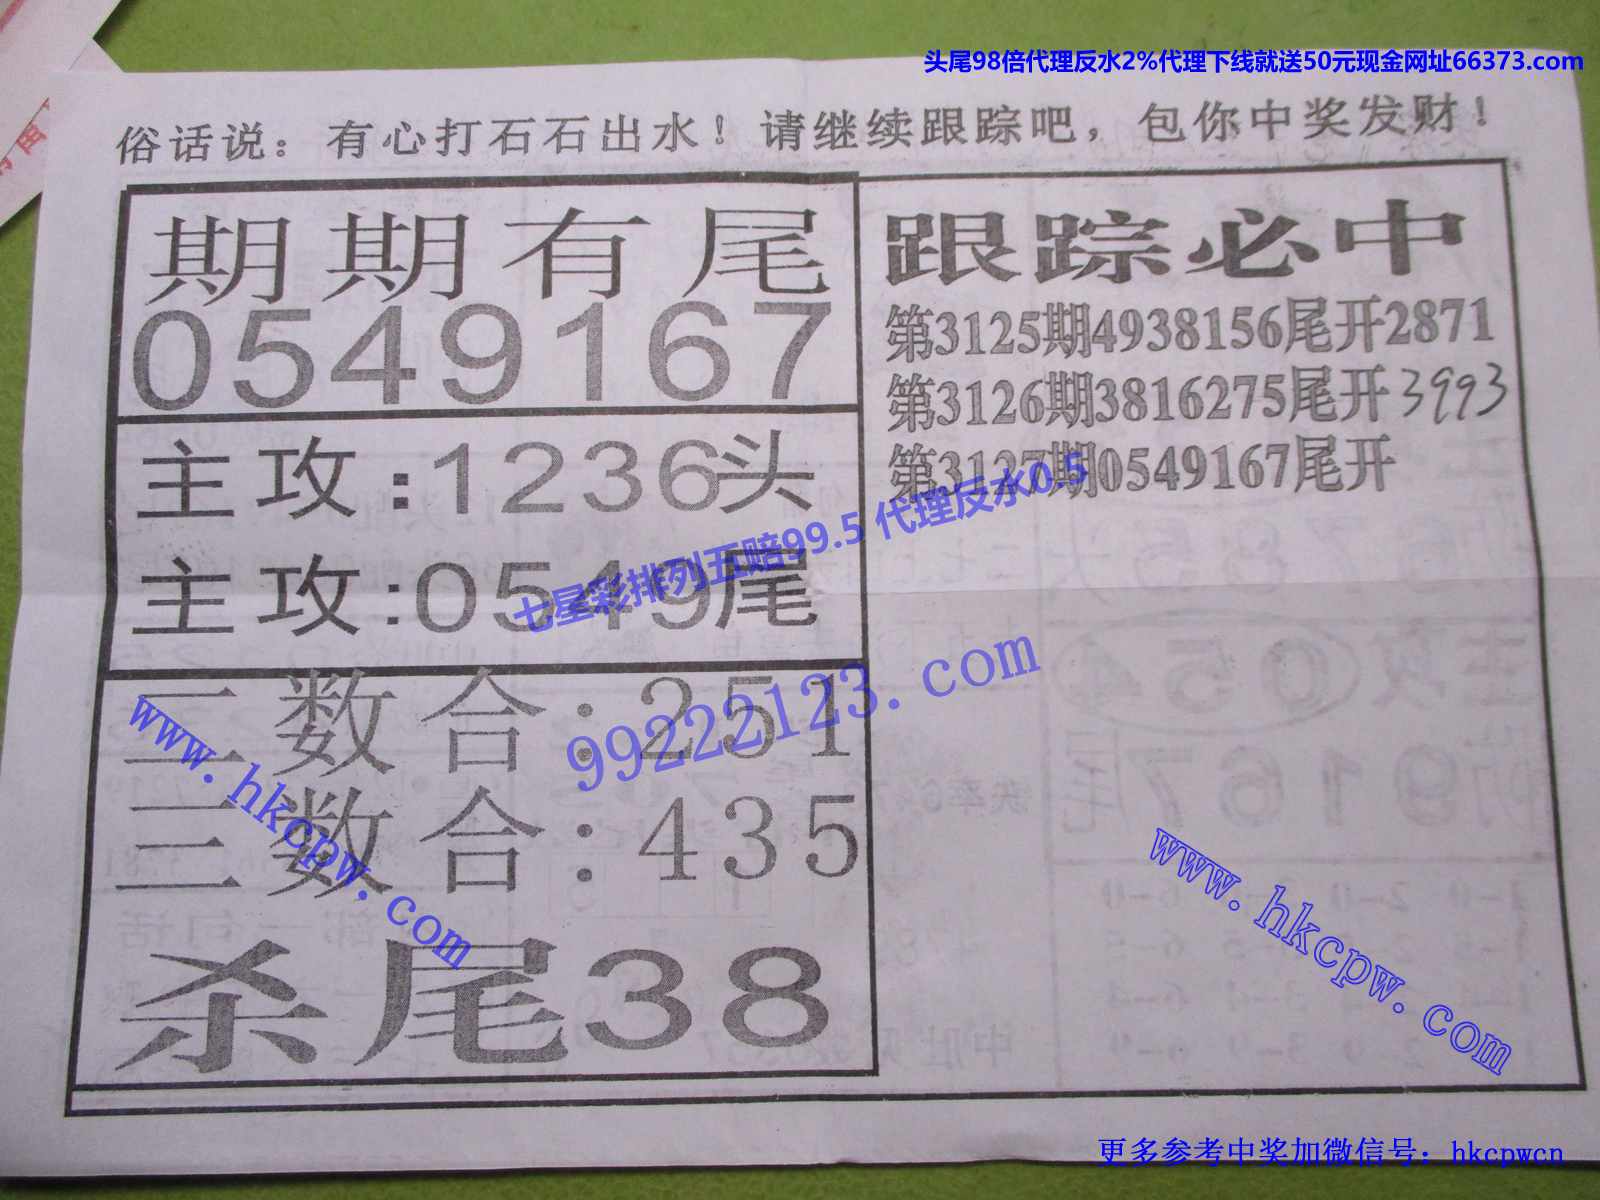 头尾98倍代理反水2%代理下线就送50元现金网址66373.com
俗话说：有心打石石出水！请继续跟踪吧，包你中奖发财！
期期有尾
0549167
主攻:1236头
主攻:0549尾
二数合:251
三数合:435
杀尾38
跟踪必中
第3125期4938156尾开2871
第3126期3816275尾开3993
第3127期0549167尾开
七星彩排列五赔99.5 代理反水0.5
99222123.com
www.hkcpw.com
www.hkcpw.com
更多参考中奖加微信号：hkcpwcn